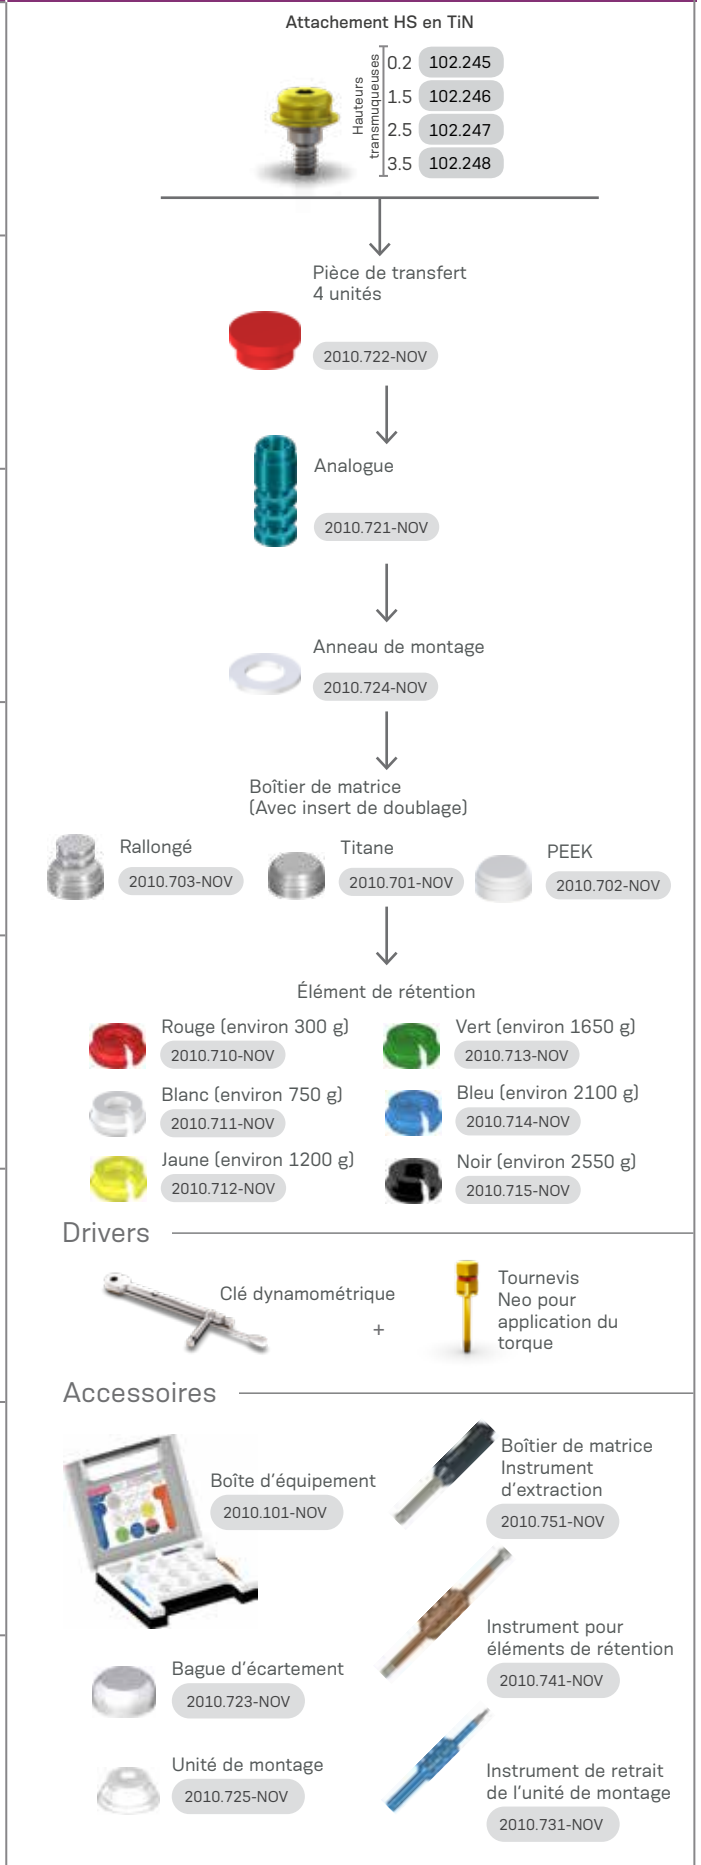 Attachement HS en TiN
Hauteurs
transmuqueuses
0.2 102.245
1.5 102.246
2.5 102.247
3.5 102.248
Pièce de transfert
4 unités
2010.722-NOV
Analogue
2010.721-NOV
Anneau de montage
2010.724-NOV
Boîtier de matrice
(Avec insert de doublage)
Rallongé
2010.703-NOV
Titane
2010.701-NOV
PEEK
2010.702-NOV
Élément de rétention
Rouge (environ 300 g)
2010.710-NOV
Vert (environ 1650 g)
2010.713-NOV
Blanc (environ 750 g)
2010.711-NOV
Bleu (environ 2100 g)
2010.714-NOV
Jaune (environ 1200 g)
2010.712-NOV
Noir (environ 2550 g)
2010.715-NOV
Drivers
Clé dynamométrique
+
Tournevis
Neo pour
application du
torque
Accessoires
Boîte d'équipement
2010.101-NOV
Boîtier de matrice
Instrument
d'extraction
2010.751-NOV
Instrument pour
éléments de rétention
2010.741-NOV
Bague d'écartement
2010.723-NOV
Unité de montage
2010.725-NOV
Instrument de retrait
de l'unité de montage
2010.731-NOV